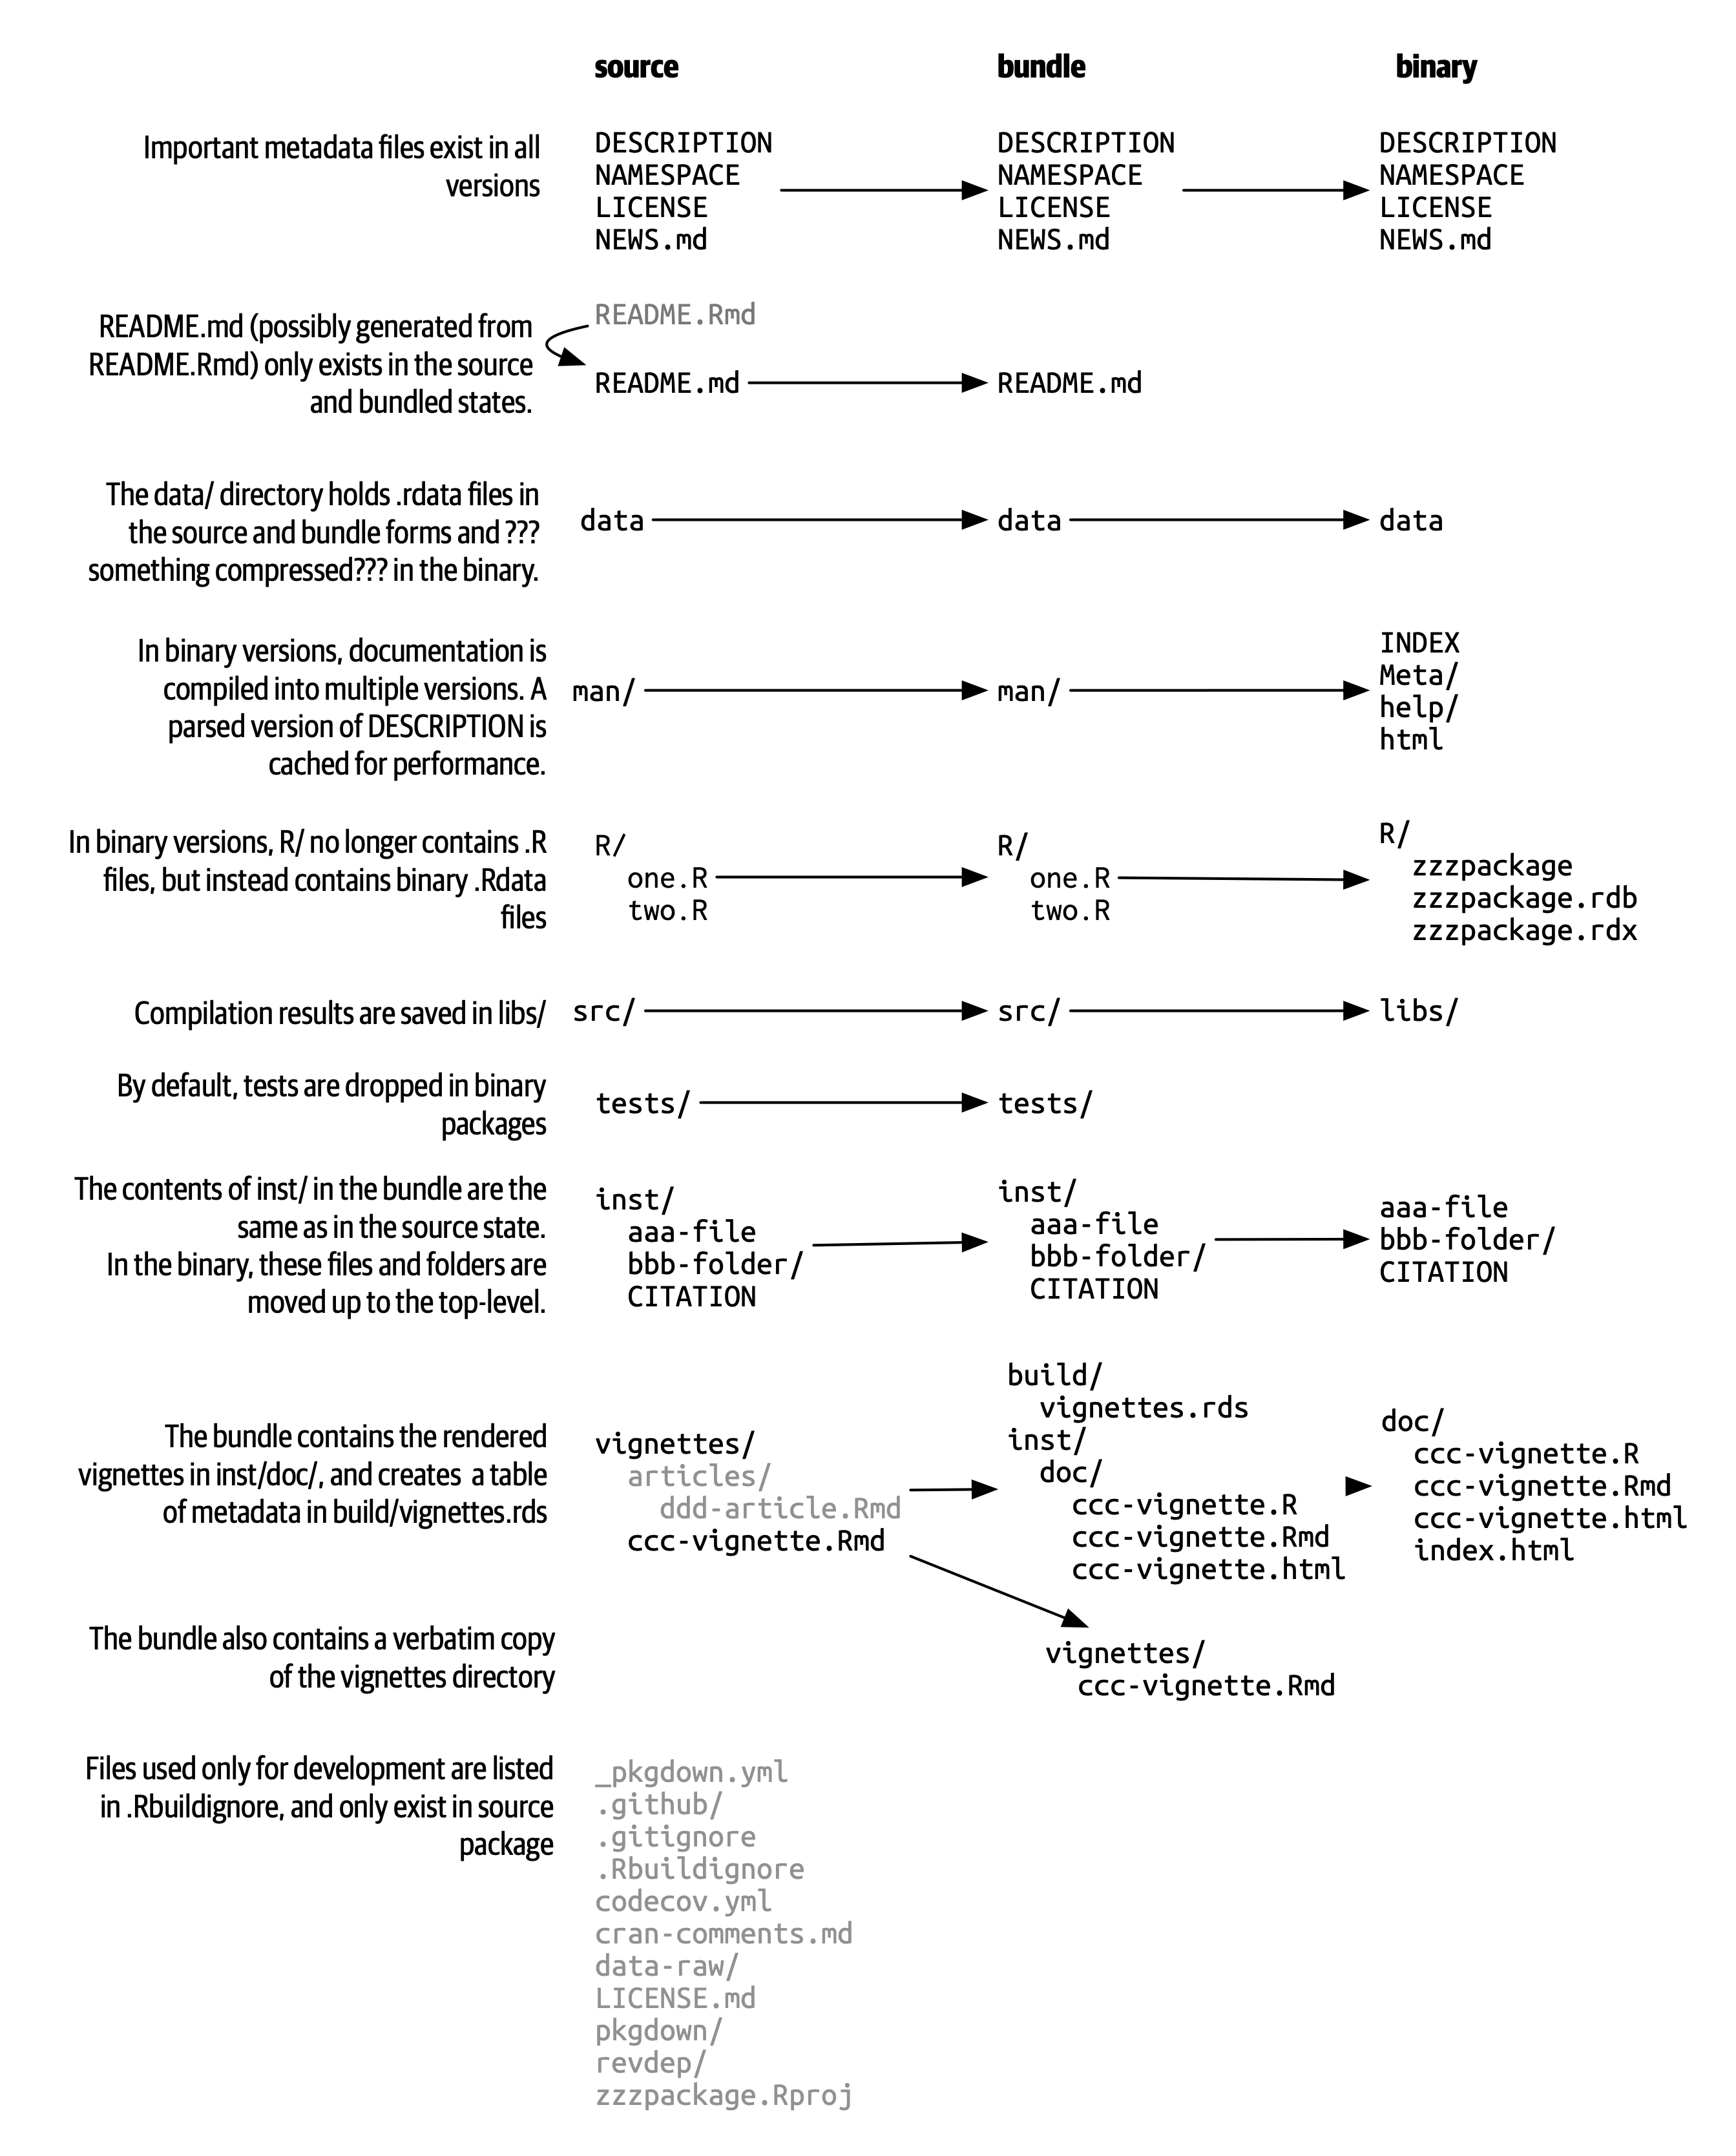 source bundle binary
Important metadata files exist in all
versions
DESCRIPTION
NAMESPACE
LICENSE
NEWS.md
DESCRIPTION
NAMESPACE
LICENSE
NEWS.md
DESCRIPTION
NAMESPACE
LICENSE
NEWS.md
README.md (possibly generated from
README.Rmd) only exists in the source
and bundled states.
README.Rmd
README.md
README.md
The data/ directory holds .rdata files in
the source and bundle forms and ???
something compressed??? in the binary.
data
data
data
In binary versions, documentation is
compiled into multiple versions. A
parsed version of DESCRIPTION is
cached for performance.
man/
man/
INDEX
Meta/
help/
html
In binary versions, R/ no longer contains .R
files, but instead contains binary .Rdata
files
R/
one.R
two.R
R/
one.R
two.R
R/
zzzpackage
zzzpackage.rdb
zzzpackage.rdx
Compilation results are saved in libs/
src/
src/
libs/
By default, tests are dropped in binary
packages
tests/
tests/
The contents of inst/ in the bundle are the
same as in the source state.
In the binary, these files and folders are
moved up to the top-level.
inst/
aaa-file
bbb-folder/
CITATION
inst/
aaa-file
bbb-folder/
CITATION
aaa-file
bbb-folder/
CITATION
The bundle contains the rendered
vignettes in inst/doc/, and creates a table
of metadata in build/vignettes.rds
vignettes/
articles/
ddd-article.Rmd
ccc-vignette.Rmd
build/
vignettes.rds
inst/
doc/
ccc-vignette.R
ccc-vignette.Rmd
ccc-vignette.html
doc/
ccc-vignette.R
ccc-vignette.Rmd
ccc-vignette.html
index.html
The bundle also contains a verbatim copy
of the vignettes directory
vignettes/
ccc-vignette.Rmd
Files used only for development are listed
in .Rbuildignore, and only exist in source
package
_pkgdown.yml
.github/
.gitignore
.Rbuildignore
codecov.yml
cran-comments.md
data-raw/
LICENSE.md
pkgdown/
revdep/
zzzpackage.Rproj